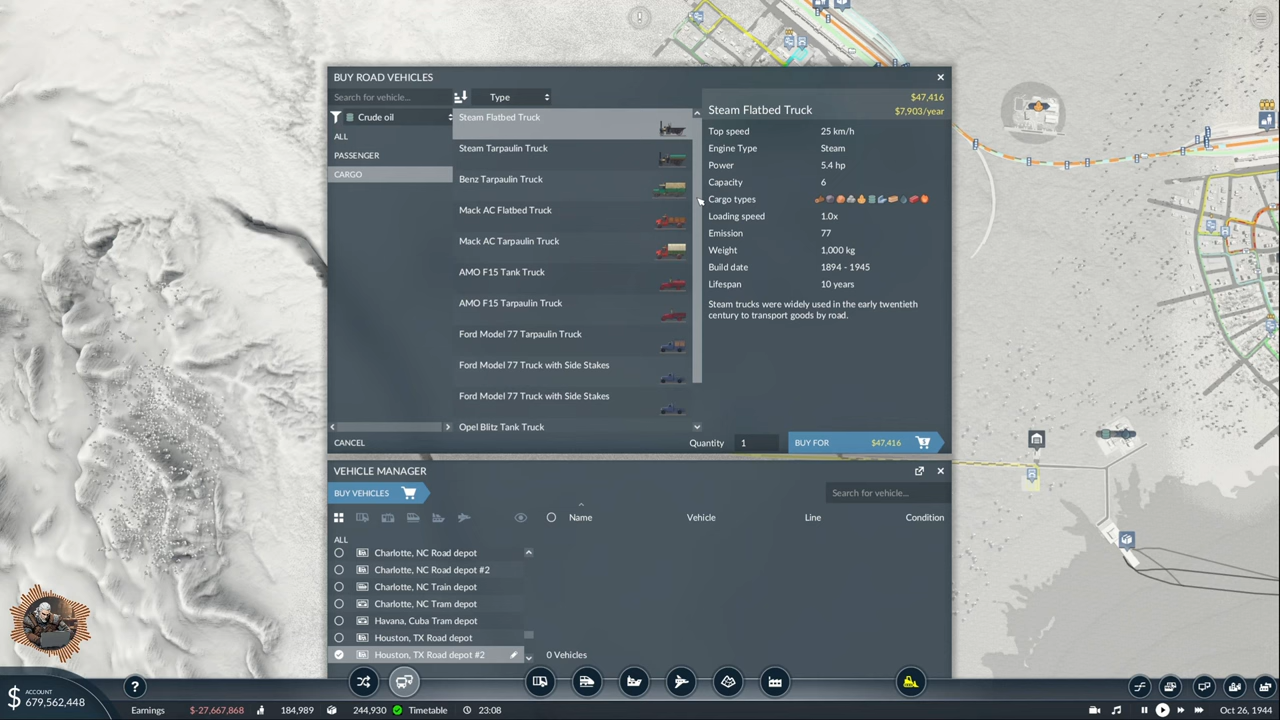 BUY ROAD VEHICLES
Search for vehicle...
Type
Crude oil
ALL
PASSENGER
CARGO
Steam Flatbed Truck
Steam Tarpaulin Truck
Benz Tarpaulin Truck
Mack AC Flatbed Truck
Mack AC Tarpaulin Truck
AMO F15 Tank Truck
AMO F15 Tarpaulin Truck
Ford Model 77 Tarpaulin Truck
Ford Model 77 Truck with Side Stakes
Ford Model 77 Truck with Side Stakes
Opel Blitz Tank Truck
$47,416
Steam Flatbed Truck
$7,903/year
Top speed 25 km/h
Engine Type Steam
Power 5.4 hp
Capacity 6
Cargo types
Loading speed 1.0x
Emission 77
Weight 1,000 kg
Build date 1894 - 1945
Lifespan 10 years
Steam trucks were widely used in the early twentieth
century to transport goods by road.
CANCEL
Quantity 1
BUY FOR $47,416
VEHICLE MANAGER
BUY VEHICLES
Search for vehicle...
Name Vehicle Line Condition
ALL
Charlotte, NC Road depot
Charlotte, NC Road depot #2
Charlotte, NC Train depot
Charlotte, NC Tram depot
Havana, Cuba Tram depot
Houston, TX Road depot
Houston, TX Road depot #2
0 Vehicles
?
$ ACCOUNT
679,562,448
Earnings $-27,667,868 184,989 244,930 Timetable 23:08 Oct 26, 1944